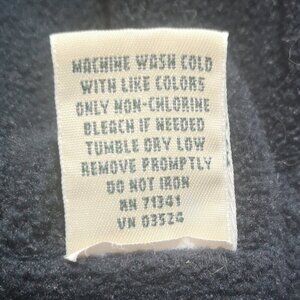 MACHINE WASH COLD
WITH LIKE COLORS
ONLY NON-CHLORINE
BLEACH IF NEEDED
TUMBLE DRY LOW
REMOVE PROMPTLY
DO NOT IRON
RN 71341
VN 03524